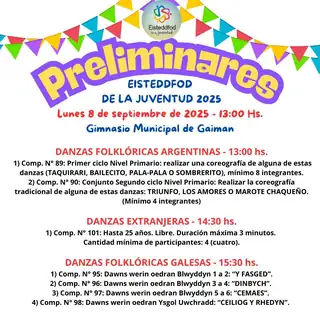 Eisteddfod
de la juventud
Preliminares
EISTEDDFOD
DE LA JUVENTUD 2025
Lunes 8 de septiembre de 2025 - 13:00 Hs.
Gimnasio Municipal de Gaiman
DANZAS FOLKLÓRICAS ARGENTINAS - 13:00 hs.
1) Comp. N° 89: Primer ciclo Nivel Primario: realizar una coreografía de alguna de estas
danzas (TAQUIRARI, BAILECITO, PALA-PALA O SOMBRERITO), mínimo 8 integrantes.
2) Comp. N° 90: Conjunto Segundo ciclo Nivel Primario: Realizar la coreografía
tradicional de alguna de estas danzas: TRIUNFO, LOS AMORES O MAROTE CHAQUEÑO.
(Mínimo 4 integrantes)
DANZAS EXTRANJERAS - 14:30 hs.
1) Comp. N° 101: Hasta 25 años. Libre. Duración máxima 3 minutos.
Cantidad mínima de participantes: 4 (cuatro).
DANZAS FOLKLÓRICAS GALESAS - 15:30 hs.
1) Comp. N° 95: Dawns werin oedran Blwyddyn 1 a 2: “Y FASGED”.
2) Comp. N° 96: Dawns werin oedran Blwyddyn 3 a 4: “DINBYCH”.
3) Comp. N° 97: Dawns werin oedran Blwyddyn 5 a 6: “CEMAES”.
4) Comp. N° 98: Dawns werin oedran Ysgol Uwchradd: “CEILIOG Y RHEDYN”.